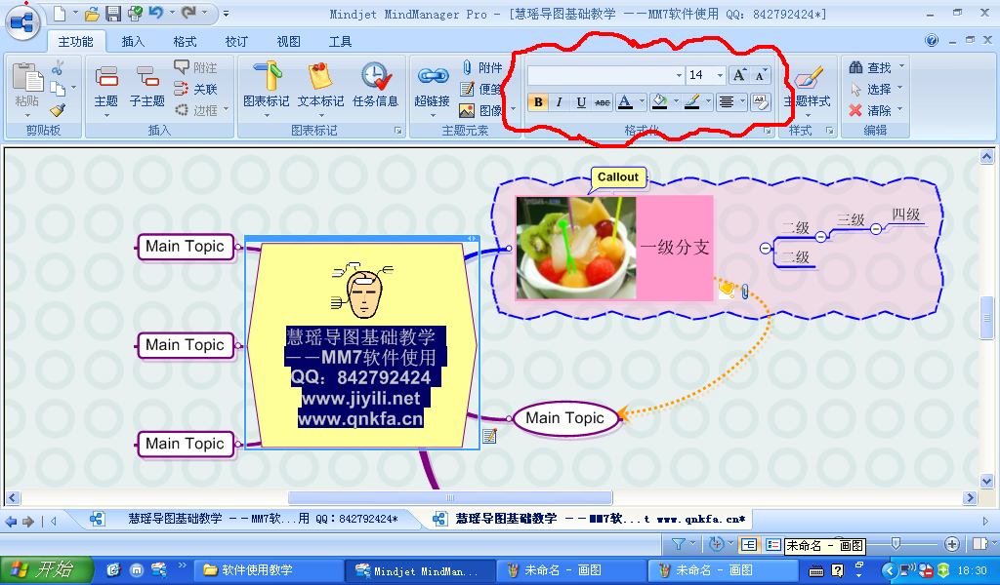 Mindjet MindManager Pro - [慧瑶导图基础教学 －－MM7软件使用 QQ: 842792424*]
主功能 插入 格式 校订 视图 工具
粘贴
剪贴板
主题
子主题
附注
关联
边框
插入
图表标记
文本标记
任务信息
图表标记
超链接
附件
便笺
图像
主题元素
14
B I U ABC A
格式化
主题样式
样式
查找
选择
清除
编辑
Callout
一级分支
二级
三级
四级
二级
Main Topic
Main Topic
Main Topic
Main Topic
慧瑶导图基础教学
－－MM7软件使用
QQ：842792424
www.jiyili.net
www.qnkfa.cn
慧瑶导图基础教学 －－MM7软...用 QQ：842792424*
慧瑶导图基础教学 －－MM7软...t www.qnkfa.cn*
未命名 - 画图
开始
软件使用教学
Mindjet MindMan...
未命名 - 画图
未命名 - 画图
18:30